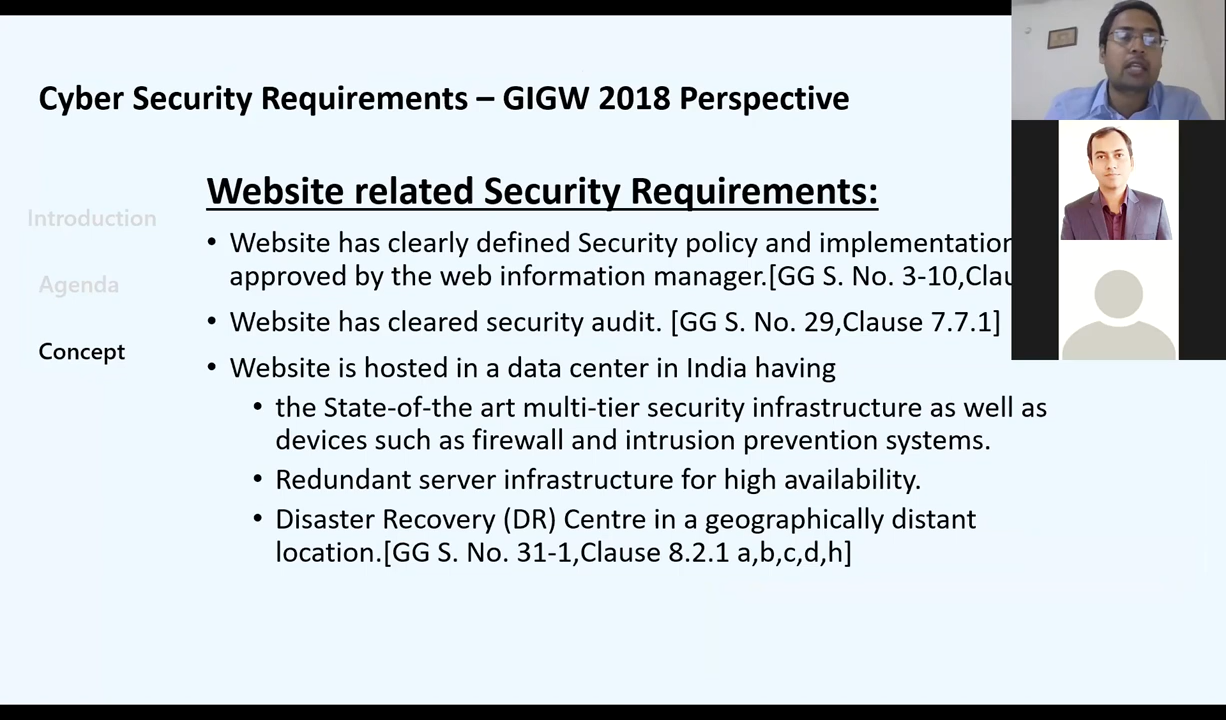 Cyber Security Requirements – GIGW 2018 Perspective
Introduction
Agenda
Concept
Website related Security Requirements:
• Website has clearly defined Security policy and implementation
approved by the web information manager.[GG S. No. 3-10,
• Website has cleared security audit. [GG S. No. 29,Clause 7.7.1]
• Website is hosted in a data center in India having
• the State-of-the art multi-tier security infrastructure as well as
devices such as firewall and intrusion prevention systems.
• Redundant server infrastructure for high availability.
• Disaster Recovery (DR) Centre in a geographically distant
location.[GG S. No. 31-1,Clause 8.2.1 a,b,c,d,h]